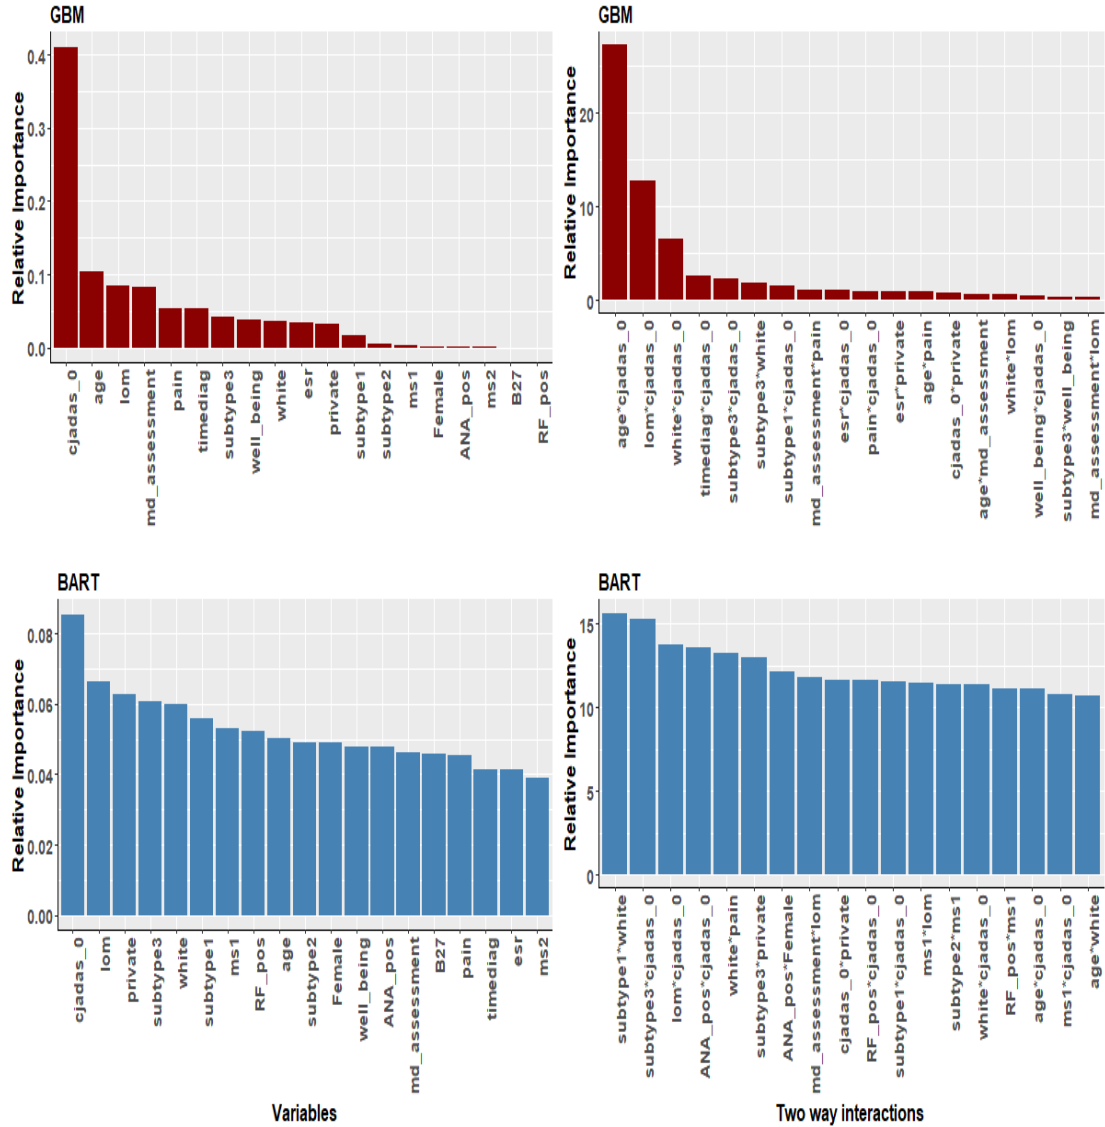 GBM
Relative Importance
0.4
0.3
0.2
0.1
0.0
cjadas_0
age
lom
md_assessment
pain
timediag
subtype3
well_being
white
esr
private
subtype1
subtype2
ms1
Female
ANA_pos
ms2
B27
RF_pos
GBM
Relative Importance
20
10
0
age*cjadas_0
lom*cjadas_0
white*cjadas_0
timediag*cjadas_0
subtype3*cjadas_0
subtype3*white
subtype1*cjadas_0
md_assessment*pain
esr*cjadas_0
pain*cjadas_0
esr*private
age*pain
cjadas_0*private
age*md_assessment
white*lom
well_being*cjadas_0
subtype3*well_being
md_assessment*lom
BART
Relative Importance
0.08
0.06
0.04
0.02
0.00
cjadas_0
lom
private
subtype3
white
subtype1
ms1
RF_pos
age
subtype2
Female
well_being
ANA_pos
md_assessment
B27
pain
timediag
esr
ms2
Variables
BART
Relative Importance
15
10
5
0
subtype1*white
subtype3*cjadas_0
lom*cjadas_0
ANA_pos*cjadas_0
white*pain
subtype3*private
ANA_pos*Female
md_assessment*lom
cjadas_0*private
RF_pos*cjadas_0
subtype1*cjadas_0
ms1*lom
subtype2*ms1
white*cjadas_0
RF_pos*ms1
age*cjadas_0
ms1*cjadas_0
age*white
Two way interactions